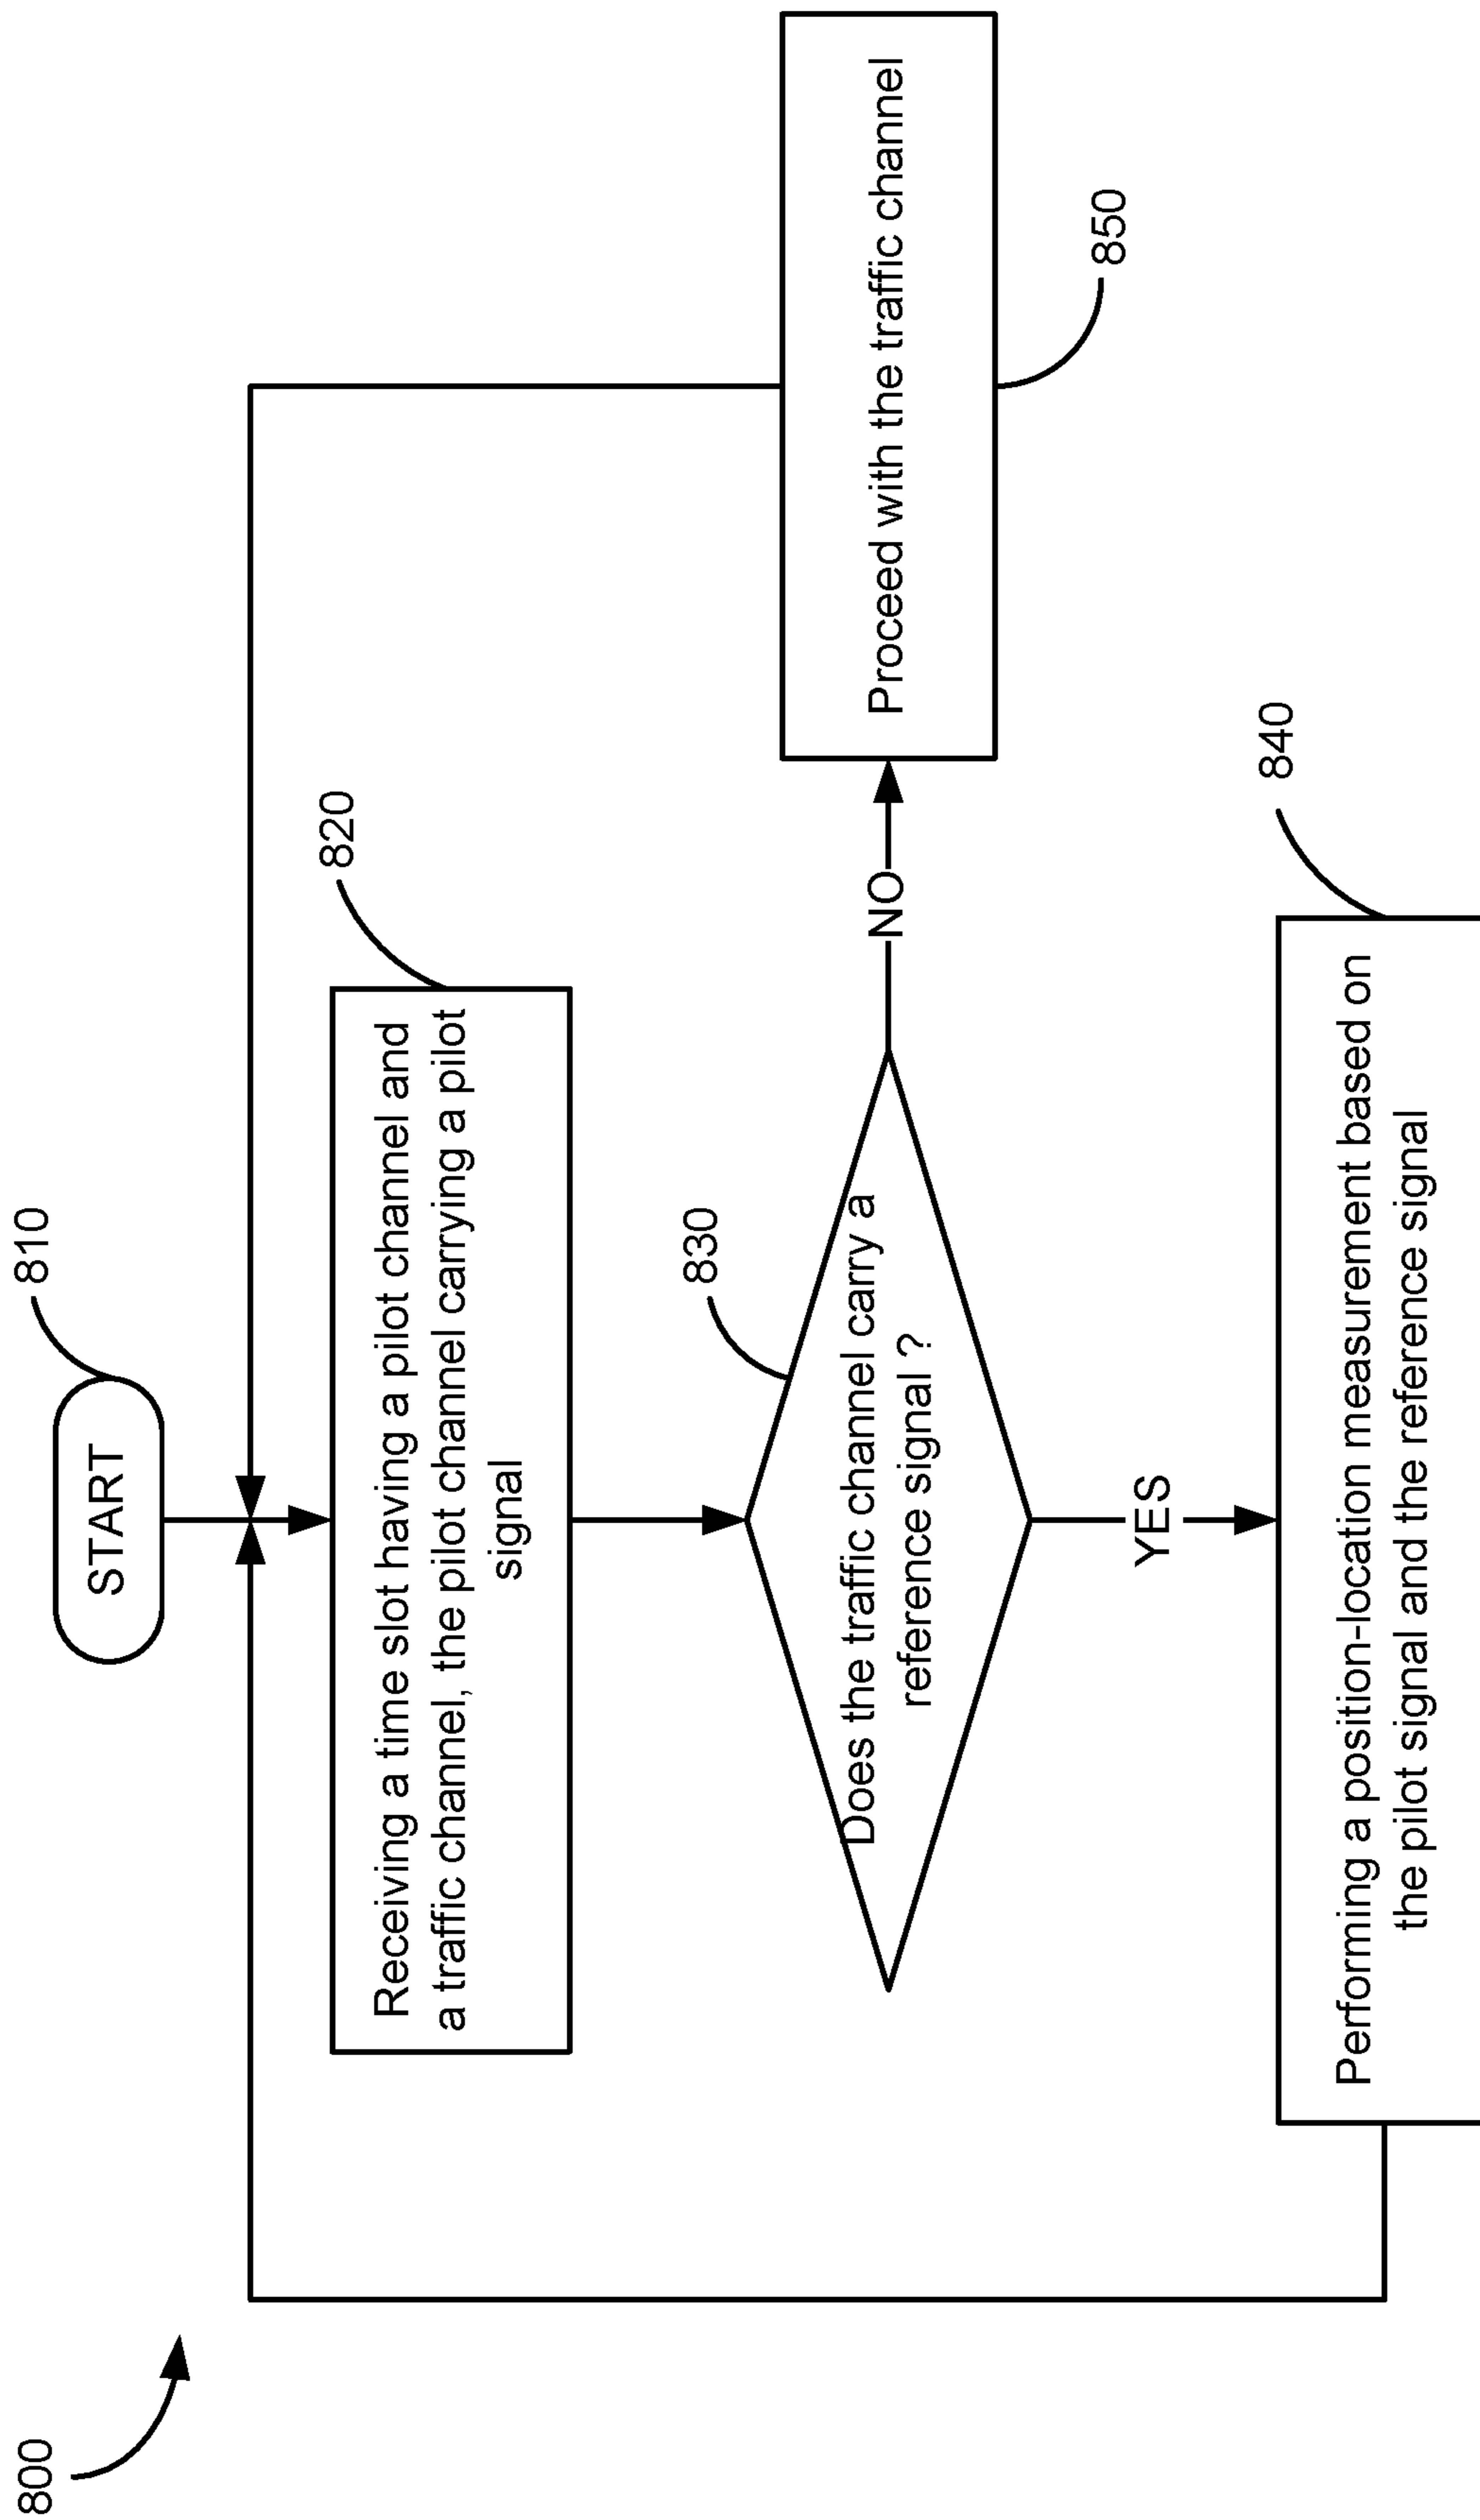 800
START
810
Receiving a time slot having a pilot channel and
a traffic channel, the pilot channel carrying a pilot
signal
820
Does the traffic channel carry a
reference signal ?
830
NO
Proceed with the traffic channel
850
YES
Performing a position-location measurement based on
the pilot signal and the reference signal
840